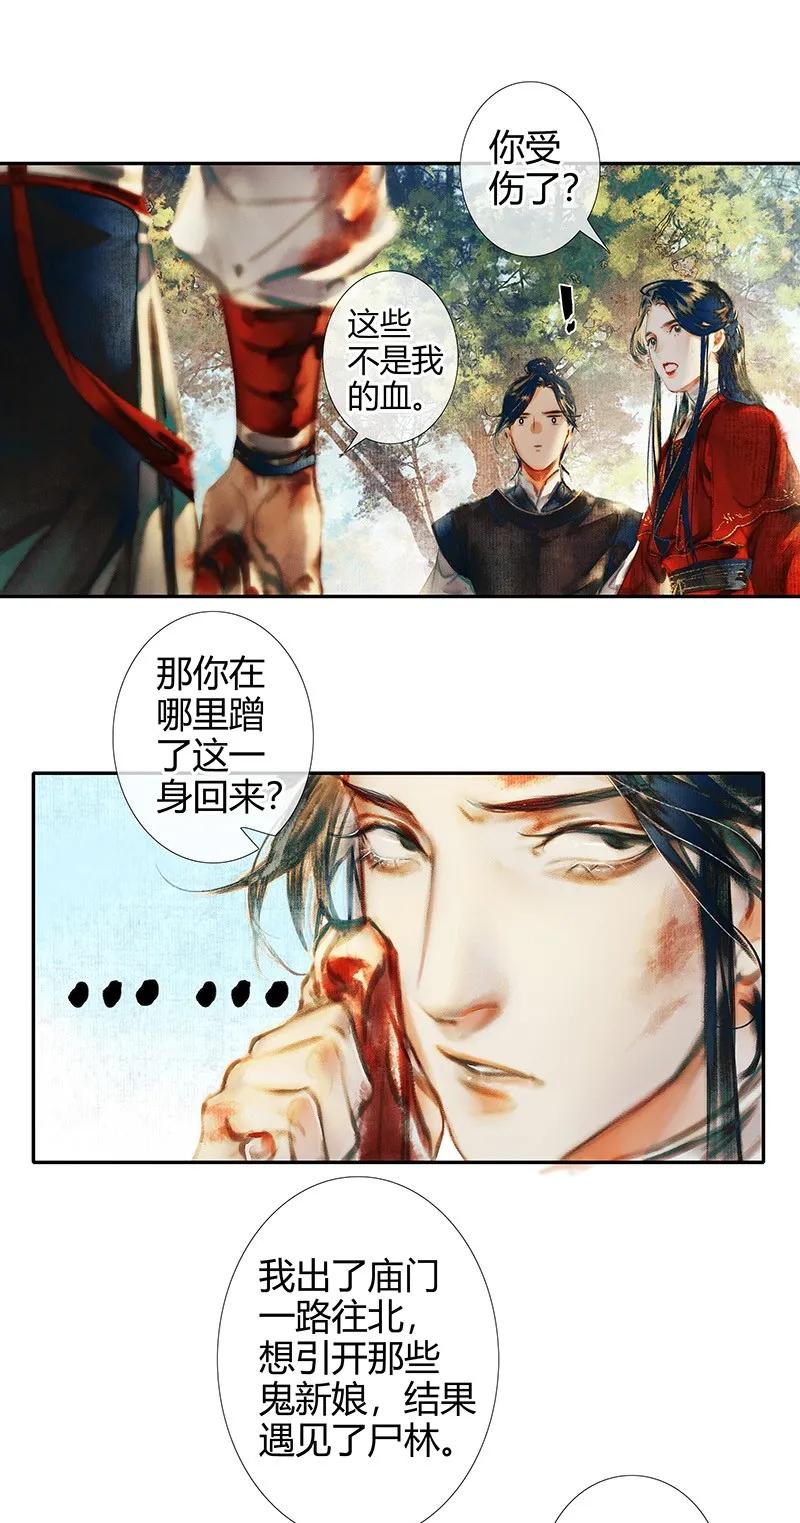 你受
伤了？
！
这些
不是我
的血。
那你在
哪里蹭
了这一
身回来？
…… 
我出了庙门
一路往北，
想引开那些
鬼新娘，结果
遇见了尸林。